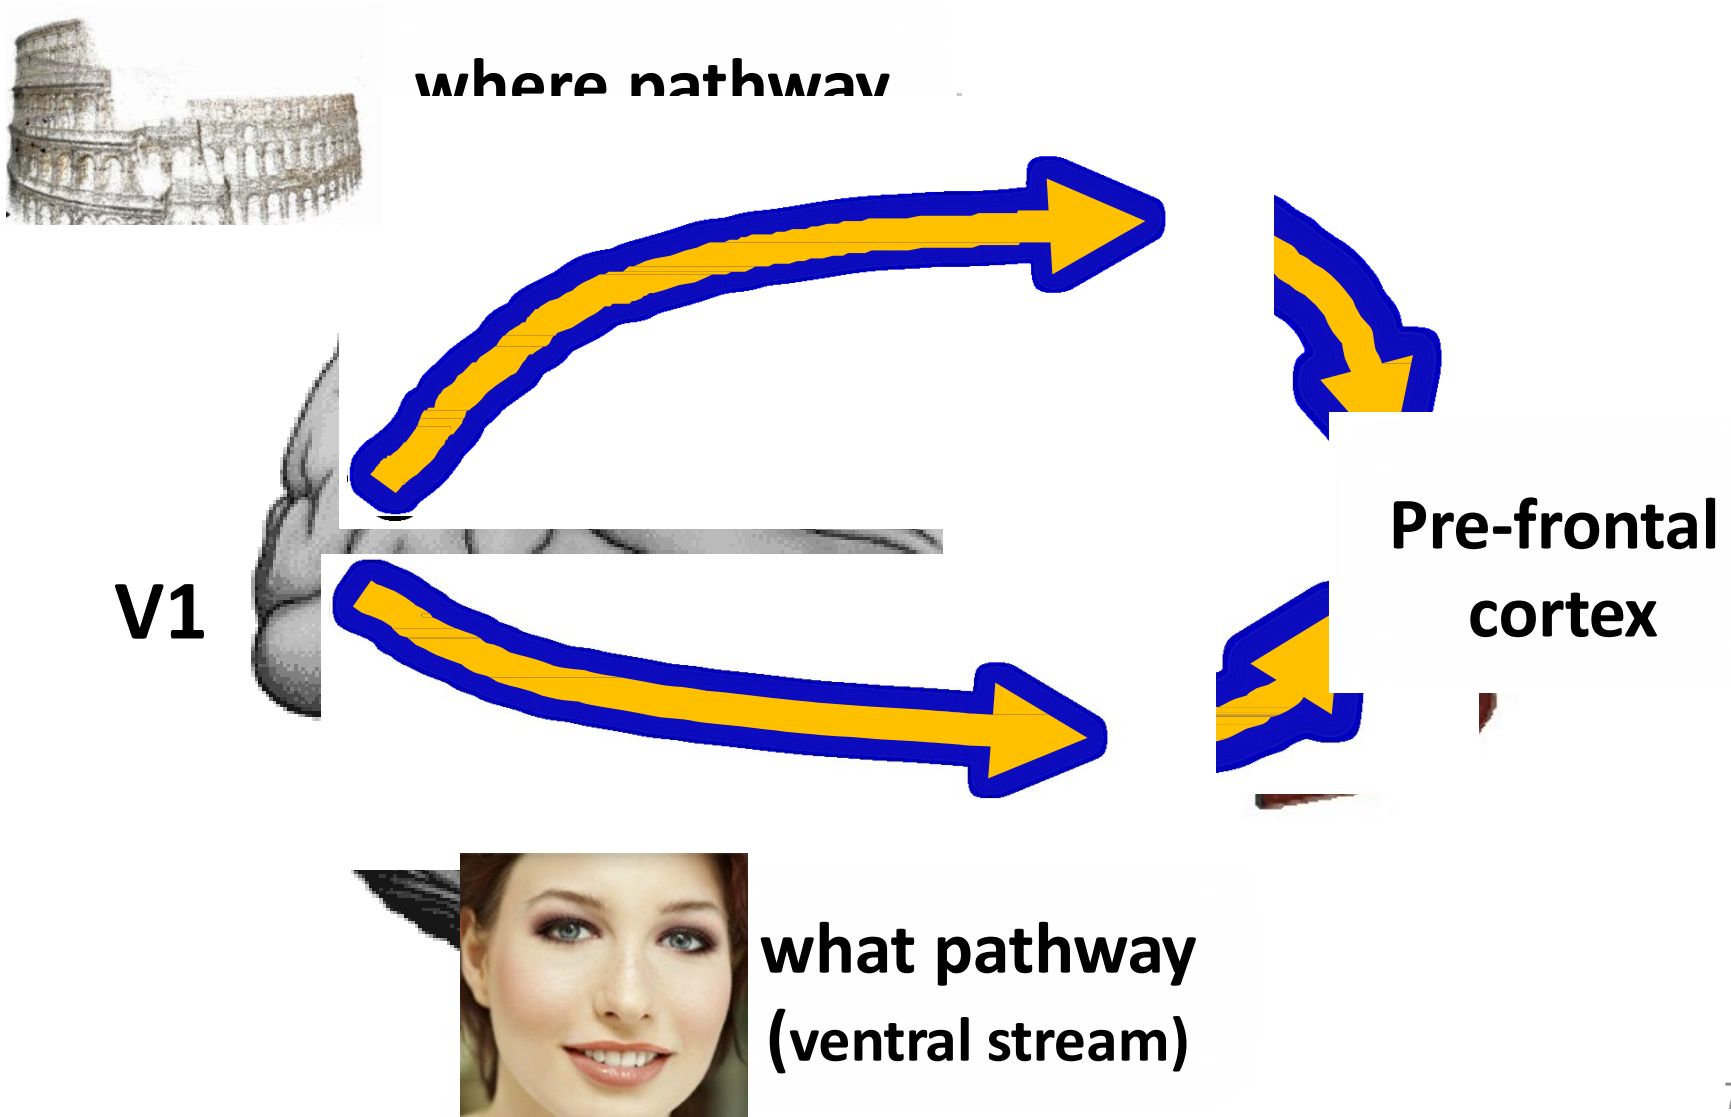 where pathway
V1
Pre-frontal
cortex
what pathway
(ventral stream)